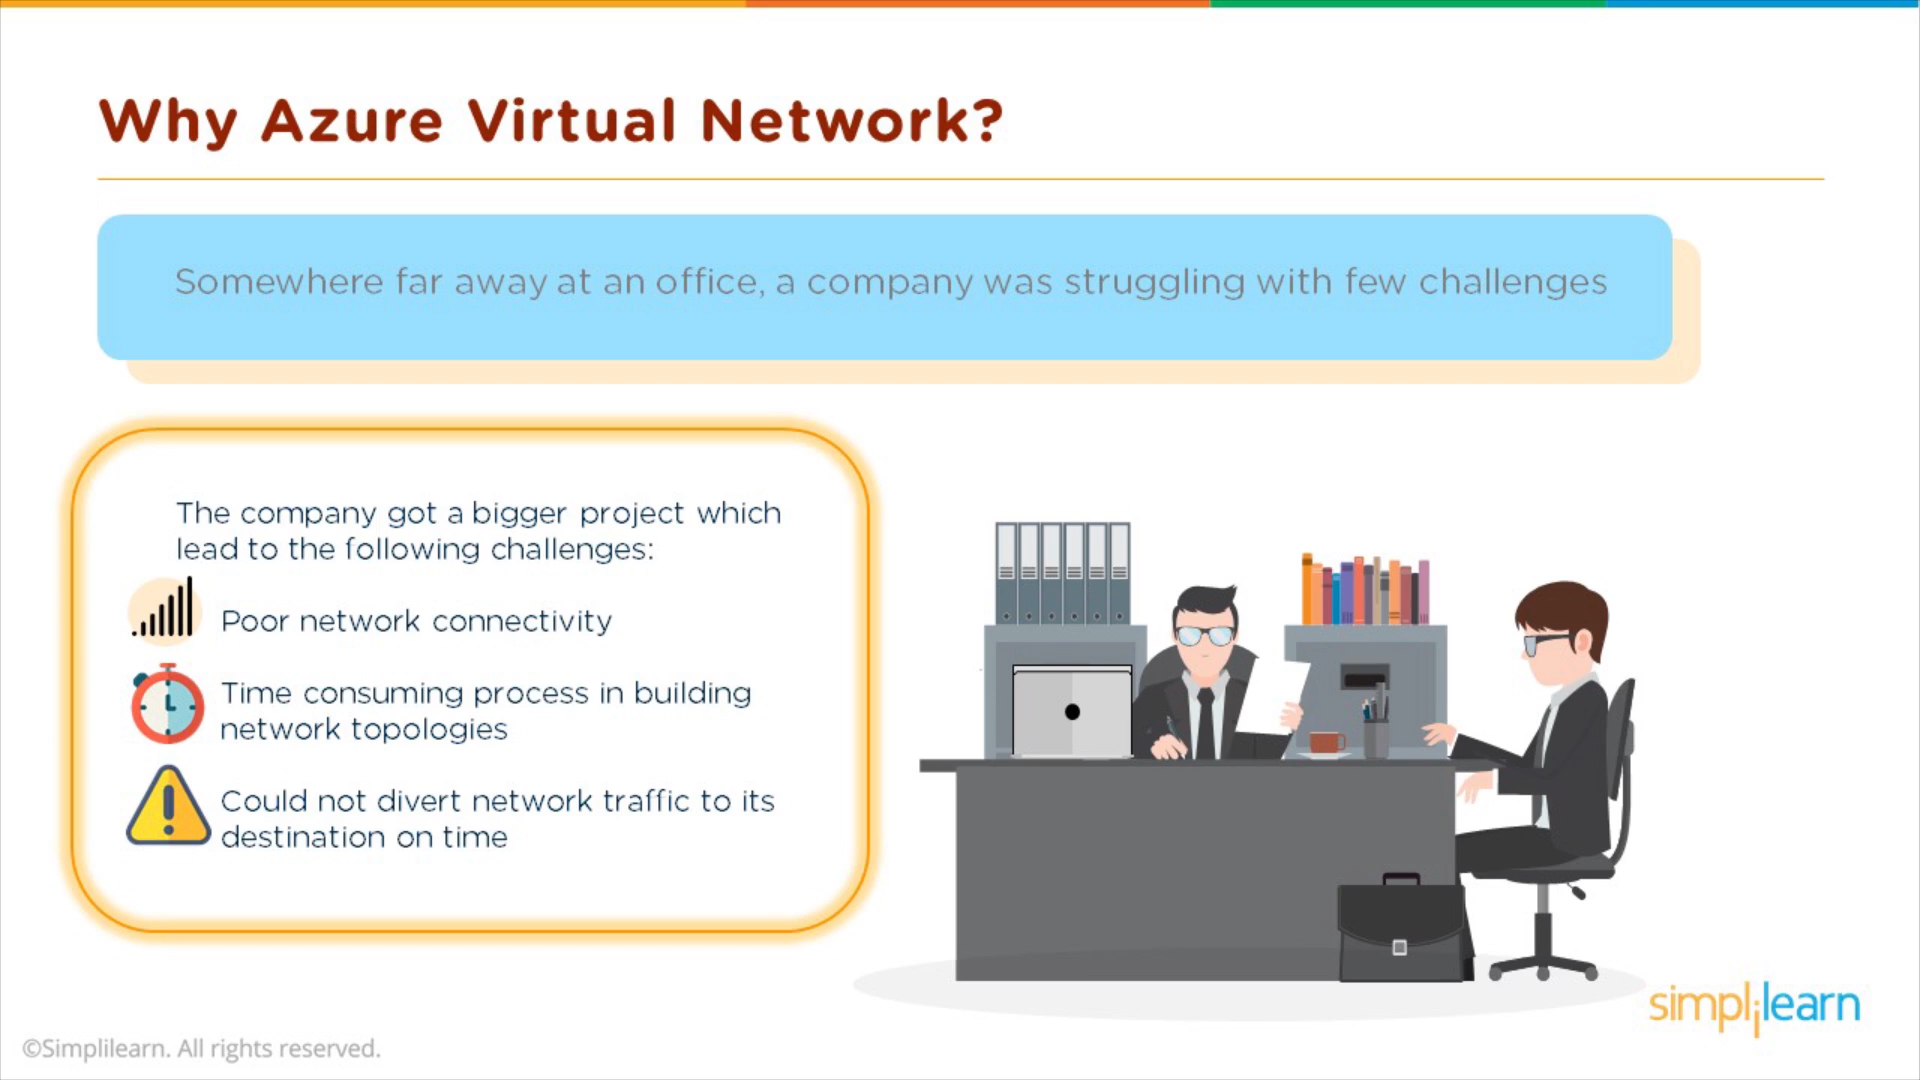 Why Azure Virtual Network?
Somewhere far away at an office, a company was struggling with few challenges
The company got a bigger project which
lead to the following challenges:
Poor network connectivity
Time consuming process in building
network topologies
Could not divert network traffic to its
destination on time
simplilearn
©Simplilearn. All rights reserved.